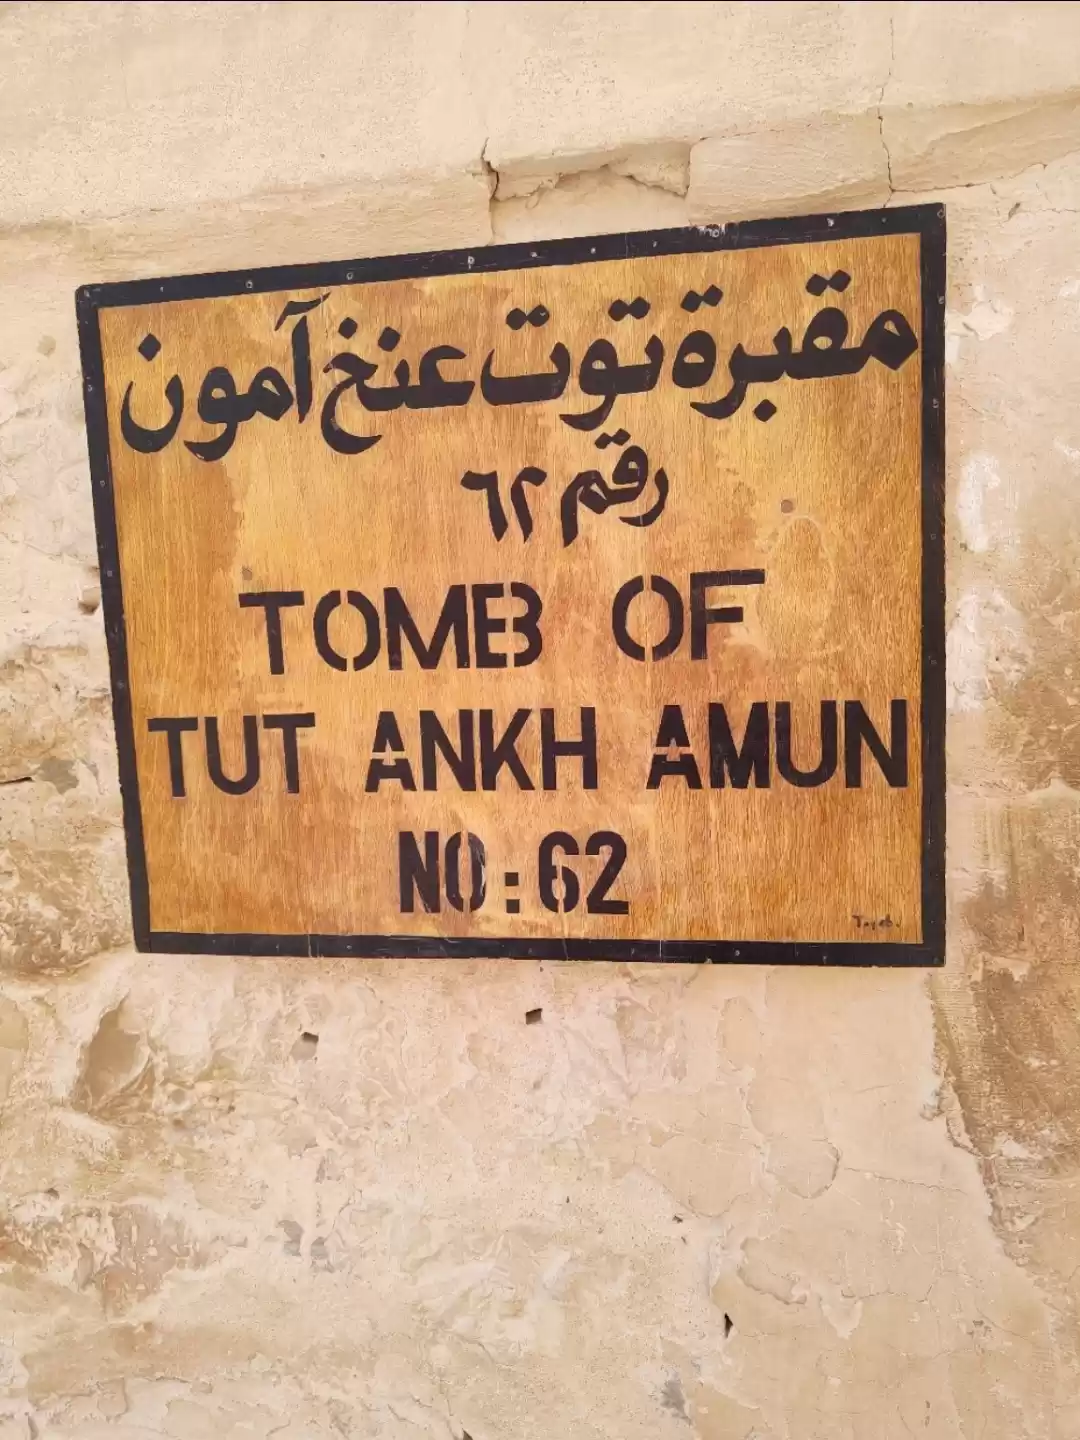 مقبرة توت عنخ آمون
رقم ٦٢
TOMB OF
TUT ANKH AMUN
NO: 62